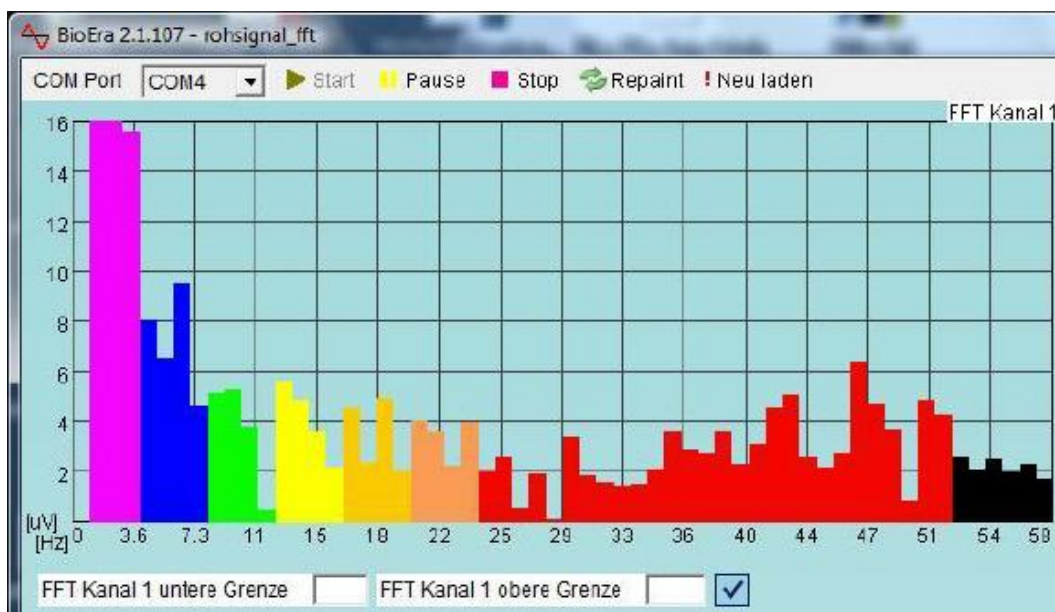 BioEra 2.1.107 - rohsignal_fft
COM Port COM4 Start Pause Stop Repaint ! Neu laden
FFT Kanal 1
16
14
12
10
8
6
4
2
[uV]
[Hz] 0 3.6 7.3 11 15 18 22 25 29 33 36 40 44 47 51 54 58
FFT Kanal 1 untere Grenze FFT Kanal 1 obere Grenze